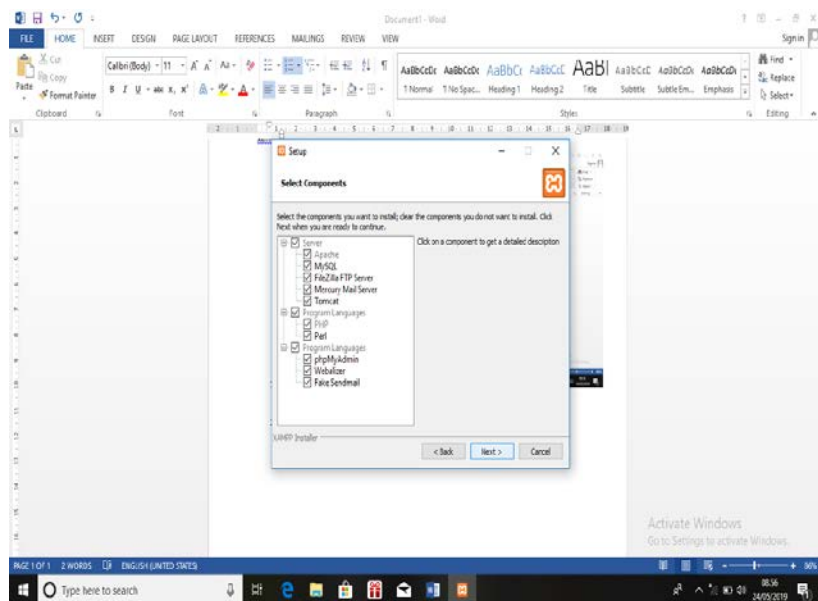 Document1 - Word
Sign in
FILE HOME INSERT DESIGN PAGE LAYOUT REFERENCES MAILINGS REVIEW VIEW
Cut
Copy
Paste
Format Painter
Calibri (Body) 11
AaBbCcDc AaBbCcDc AaBbCc AaBbCcC AaBl AaBbCcC AaBbCcDc AaBbCcDc
1 Normal 1 No Spac... Heading 1 Heading 2 Title Subtitle Subtle Em... Emphasis
Find
Replace
Select
Clipboard Font Paragraph Styles Editing
Setup
Select Components
Select the components you want to install; clear the components you do not want to install. Click
Next when you are ready to continue.
Server
Apache
MySQL
FileZilla FTP Server
Mercury Mail Server
Tomcat
Program Languages
PHP
Perl
Program Languages
phpMyAdmin
Webalizer
Fake Sendmail
Click on a component to get a detailed description
XAMPP Installer
< Back Next > Cancel
Activate Windows
Go to Settings to activate Windows.
PAGE 1 OF 1 2 WORDS ENGLISH (UNITED STATES) 86%
Type here to search
08.56
24/05/2019